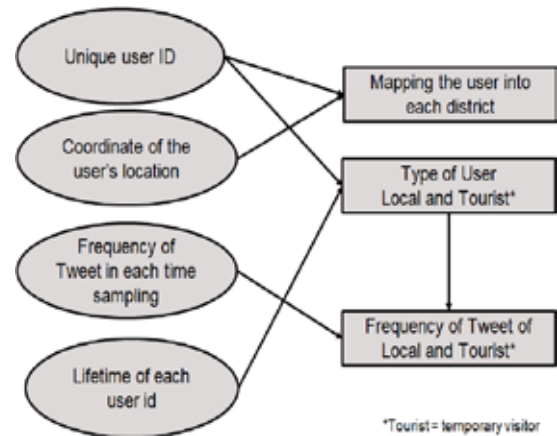 Unique user ID
Coordinate of the
user's location
Frequency of
Tweet in each time
sampling
Lifetime of each
user id
Mapping the user into
each district
Type of User
Local and Tourist*
Frequency of Tweet of
Local and Tourist*
*Tourist = temporary visitor